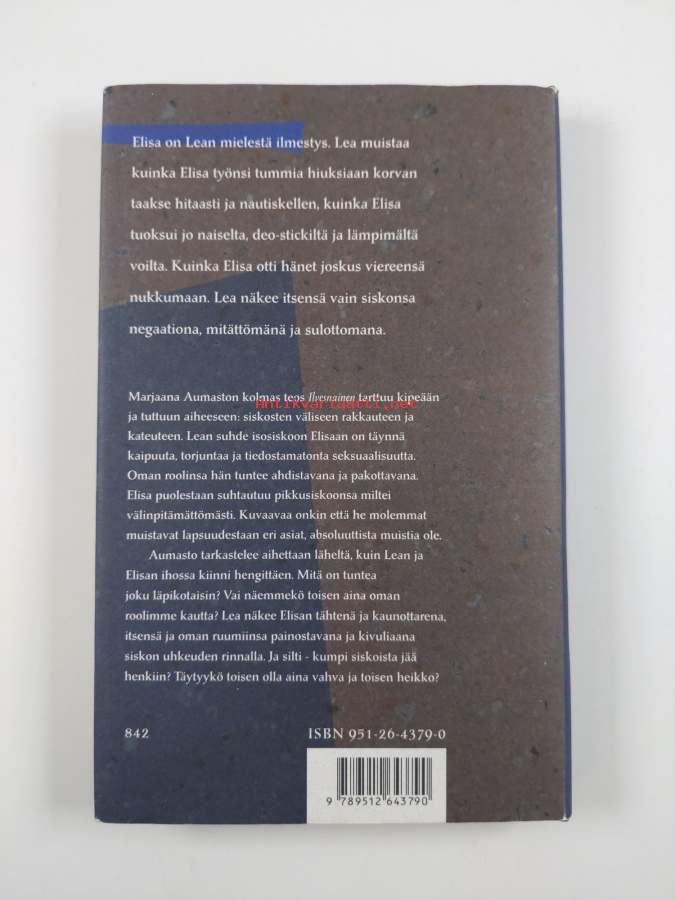 Elisa on Lean mielestä ilmestys. Lea muistaa
kuinka Elisa työnsi tummia hiuksiaan korvan
taakse hitaasti ja nautiskellen, kuinka Elisa
tuoksui jo naiselta, deo-stickiltä ja lämpimältä
voilta. Kuinka Elisa otti hänet joskus viereensä
nukkumaan. Lea näkee itsensä vain siskonsa
negaationa, mitättömänä ja sulottomana.
Marjaana Aumaston kolmas teos Ilvesnainen tarttuu kipeään
Antikvariaatti.net
ja tuttuun aiheeseen: siskosten väliseen rakkauteen ja
kateuteen. Lean suhde isosiskoon Elisaan on täynnä
kaipuuta, torjuntaa ja tiedostamatonta seksuaalisuutta.
Oman roolinsa hän tuntee ahdistavana ja pakottavana.
Elisa puolestaan suhtautuu pikkusiskoonsa miltei
välinpitämättömästi. Kuvaavaa onkin että he molemmat
muistavat lapsuudestaan eri asiat, absoluuttista muistia ole.
Aumasto tarkastelee aihettaan läheltä, kuin Lean ja
Elisan ihossa kiinni hengittäen. Mitä on tuntea
joku läpikotaisin? Vai näemmekö toisen aina oman
roolimme kautta? Lea näkee Elisan tähtenä ja kaunottarena,
itsensä ja oman ruumiinsa painostavana ja kivuliaana
siskon uhkeuden rinnalla. Ja silti - kumpi siskoista jää
henkiin? Täytyykö toisen olla aina vahva ja toisen heikko?
842
ISBN 951-26-4379-0
9 789512 643790